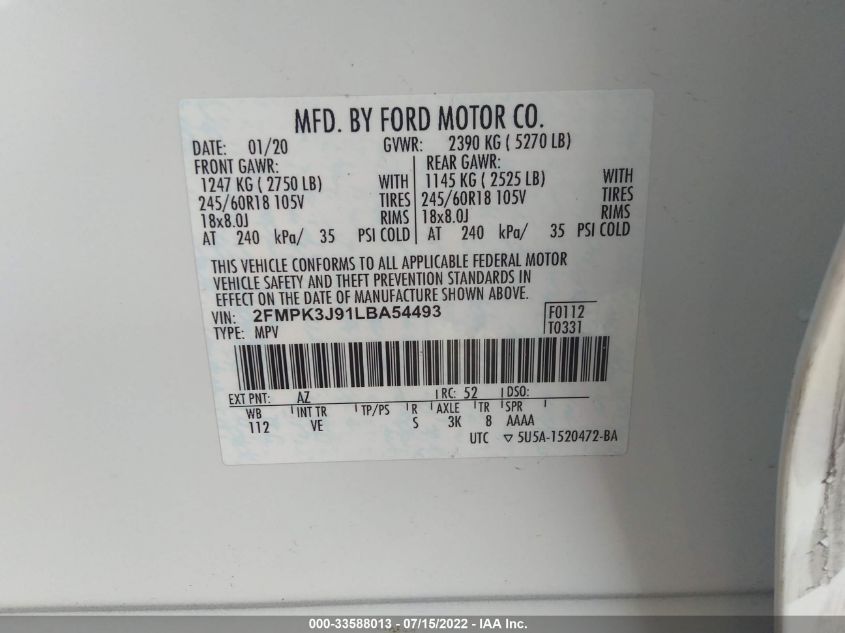 MFD. BY FORD MOTOR CO.
DATE: 01/20 GVWR: 2390 KG ( 5270 LB)
FRONT GAWR: REAR GAWR:
1247 KG ( 2750 LB) WITH 1145 KG ( 2525 LB) WITH
245/60R18 105V TIRES 245/60R18 105V TIRES
18x8.0J RIMS 18x8.0J RIMS
AT 240 kPa/ 35 PSI COLD AT 240 kPa/ 35 PSI COLD
THIS VEHICLE CONFORMS TO ALL APPLICABLE FEDERAL MOTOR
VEHICLE SAFETY AND THEFT PREVENTION STANDARDS IN
EFFECT ON THE DATE OF MANUFACTURE SHOWN ABOVE.
VIN: 2FMPK3J91LBA54493 F0112
TYPE: MPV T0331
EXT PNT: AZ RC: 52 DSO:
WB INT TR TP/PS R AXLE TR SPR
112 VE S 3K 8 AAAA
UTC ▽ 5U5A-1520472-BA
000-33588013 - 07/15/2022 - IAA Inc.